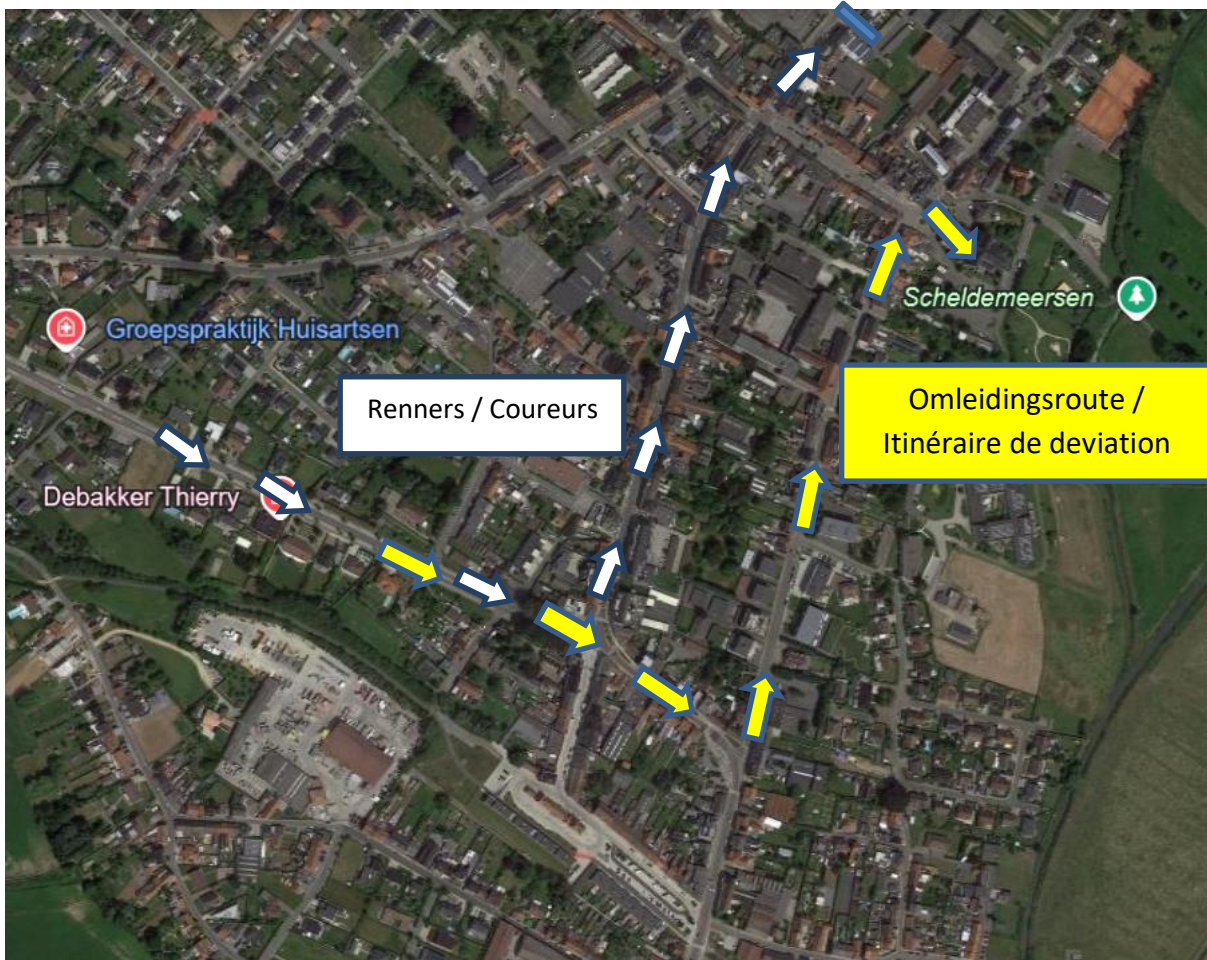 Groepspraktijk Huisartsen
Scheldemeersen
Renners / Coureurs
Omleidingsroute /
Itinéraire de deviation
Debakker Thierry